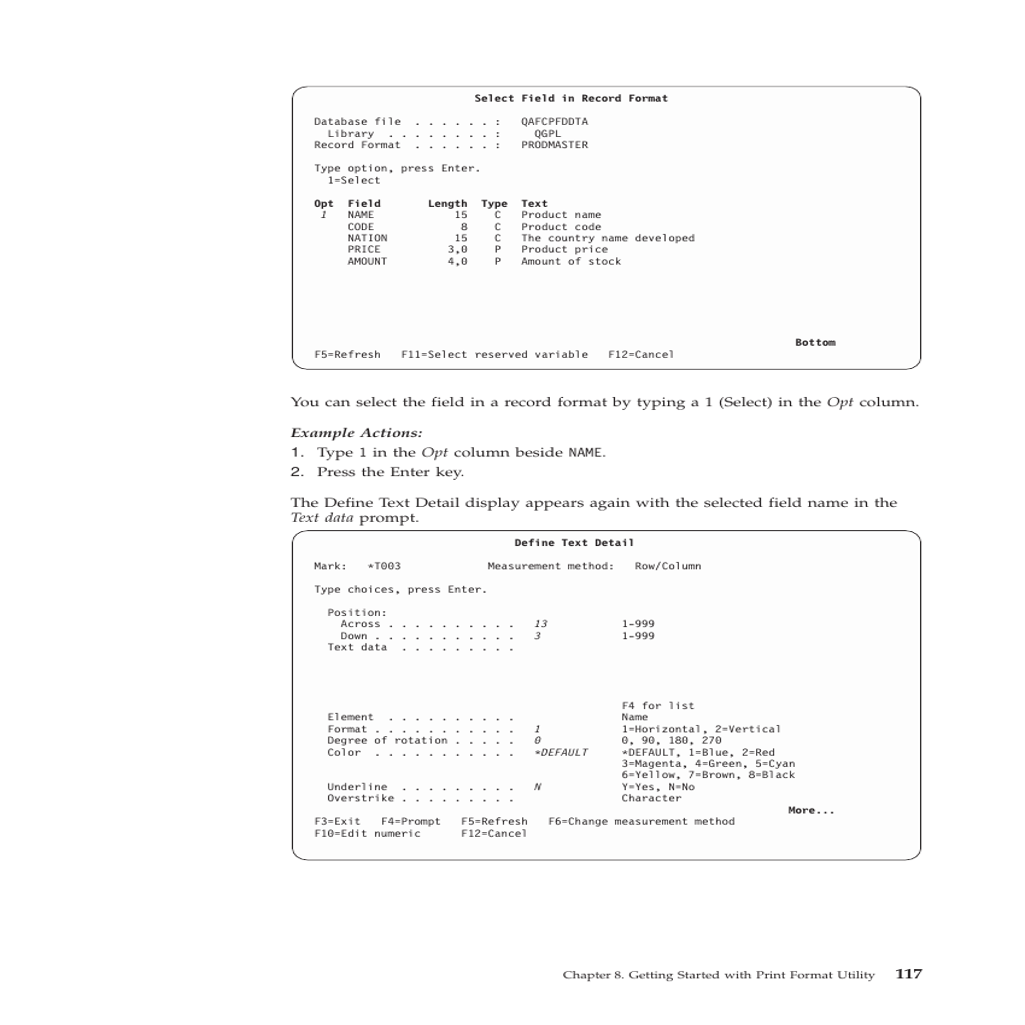 Select Field in Record Format
Database file . . . . . . : QAFCPFDDTA
Library . . . . . . . . : QGPL
Record Format . . . . . . : PRODMASTER
Type option, press Enter.
1=Select
Opt Field Length Type Text
1 NAME 15 C Product name
CODE 8 C Product code
NATION 15 C The country name developed
PRICE 3,0 P Product price
AMOUNT 4,0 P Amount of stock
Bottom
F5=Refresh F11=Select reserved variable F12=Cancel
You can select the field in a record format by typing a 1 (Select) in the Opt column.
Example Actions:
1. Type 1 in the Opt column beside NAME.
2. Press the Enter key.
The Define Text Detail display appears again with the selected field name in the
Text data prompt.
Define Text Detail
Mark: *T003 Measurement method: Row/Column
Type choices, press Enter.
Position:
Across . . . . . . . . . . 13 1-999
Down . . . . . . . . . . . 3 1-999
Text data . . . . . . . . .
F4 for list
Element . . . . . . . . . . Name
Format . . . . . . . . . . . 1 1=Horizontal, 2=Vertical
Degree of rotation . . . . . 0 0, 90, 180, 270
Color . . . . . . . . . . . *DEFAULT *DEFAULT, 1=Blue, 2=Red
3=Magenta, 4=Green, 5=Cyan
6=Yellow, 7=Brown, 8=Black
Underline . . . . . . . . . N Y=Yes, N=No
Overstrike . . . . . . . . . Character
More...
F3=Exit F4=Prompt F5=Refresh F6=Change measurement method
F10=Edit numeric F12=Cancel
Chapter 8. Getting Started with Print Format Utility 117